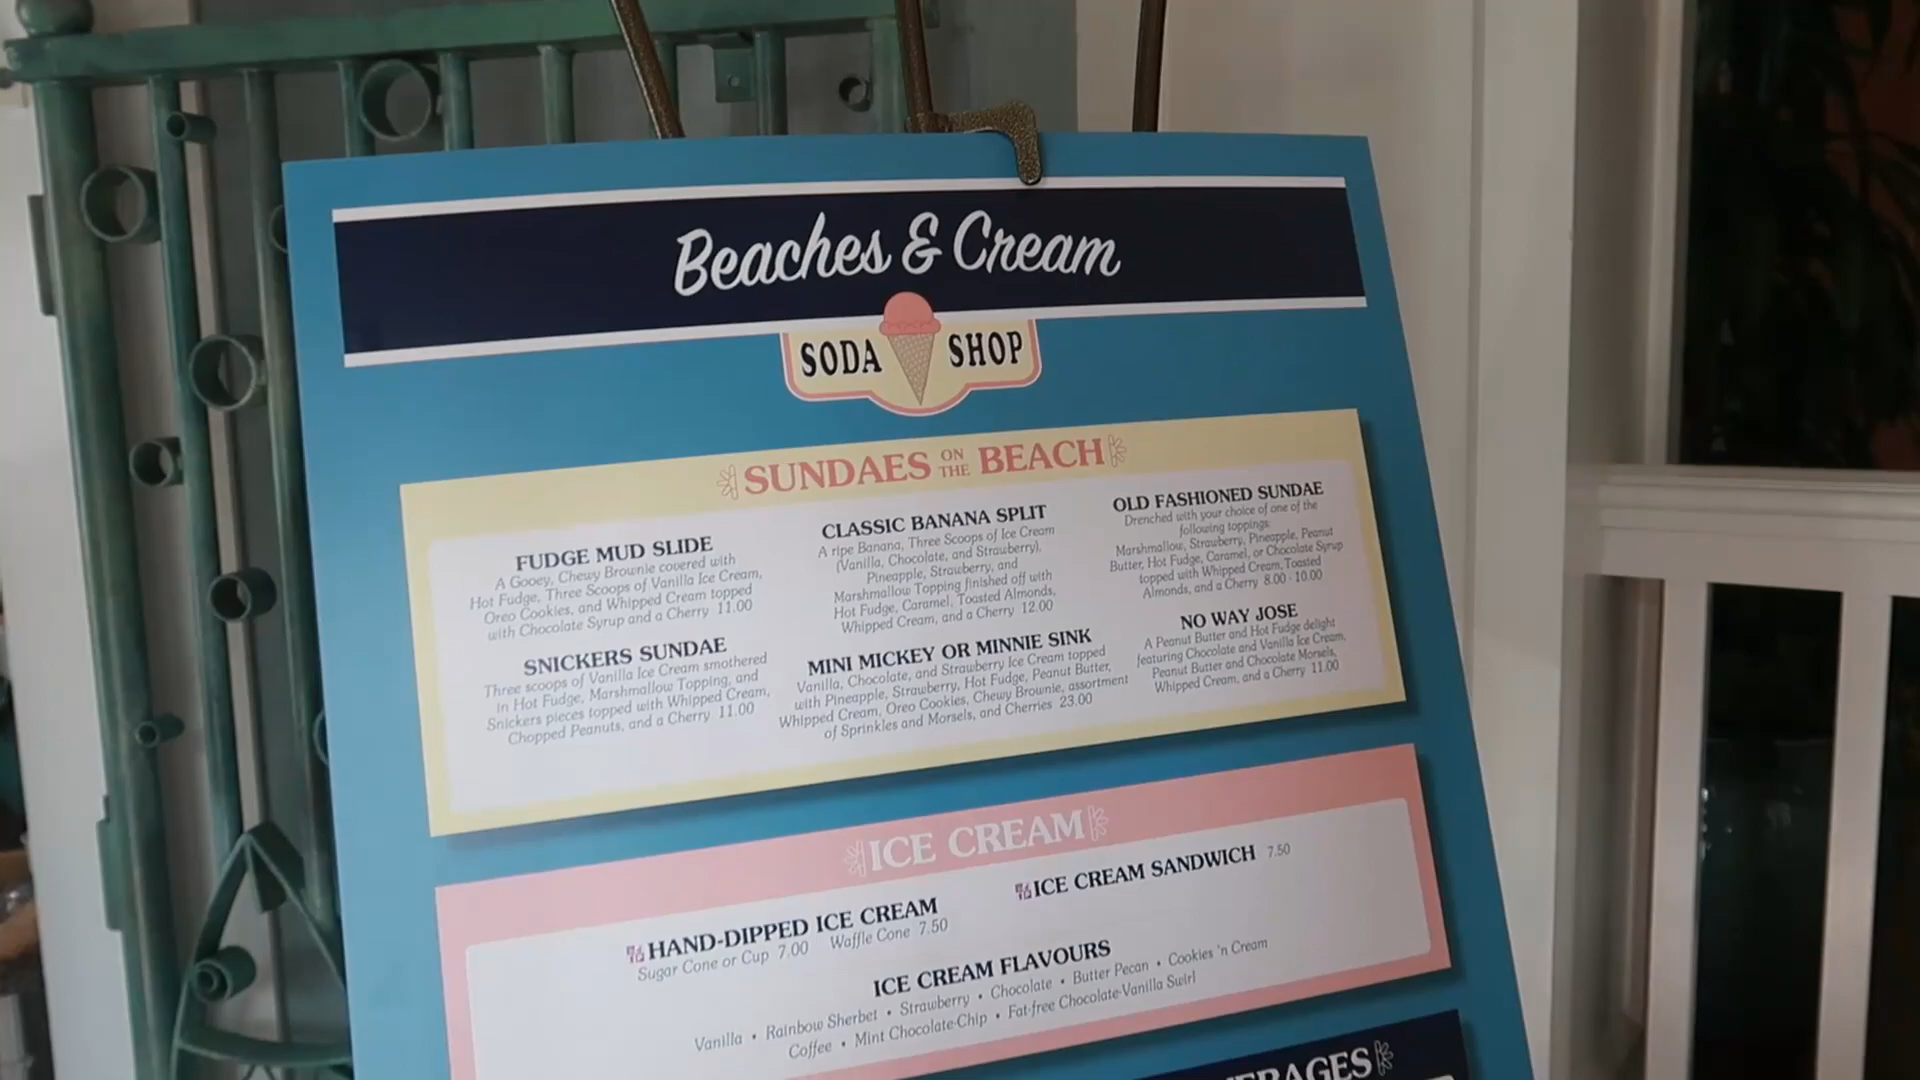 Beaches & Cream
SODA SHOP
SUNDAES ON THE BEACH
FUDGE MUD SLIDE
A Gooey, Chewy Brownie covered with
Hot Fudge, Three Scoops of Vanilla Ice Cream,
Oreo Cookies, and Whipped Cream topped
with Chocolate Syrup and a Cherry 11.00
SNICKERS SUNDAE
Three scoops of Vanilla Ice Cream smothered
in Hot Fudge, Marshmallow Topping, and
Snickers pieces topped with Whipped Cream,
Chopped Peanuts, and a Cherry 11.00
CLASSIC BANANA SPLIT
A ripe Banana, Three Scoops of Ice Cream
(Vanilla, Chocolate, and Strawberry),
Pineapple, Strawberry, and
Marshmallow Topping finished off with
Hot Fudge, Caramel, Toasted Almonds,
Whipped Cream, and a Cherry 12.00
MINI MICKEY OR MINNIE SINK
Vanilla, Chocolate, and Strawberry Ice Cream topped
with Pineapple, Strawberry, Hot Fudge, Peanut Butter,
Whipped Cream, Oreo Cookies, Chewy Brownie, assortment
of Sprinkles and Morsels, and Cherries 23.00
OLD FASHIONED SUNDAE
Drenched with your choice of one of the
following toppings:
Marshmallow, Strawberry, Pineapple, Peanut
Butter, Hot Fudge, Caramel, or Chocolate Syrup
topped with Whipped Cream, Toasted
Almonds, and a Cherry 8.00 - 10.00
NO WAY JOSE
A Peanut Butter and Hot Fudge delight
featuring Chocolate and Vanilla Ice Cream,
Peanut Butter and Chocolate Morsels,
Whipped Cream, and a Cherry 11.00
ICE CREAM
HAND-DIPPED ICE CREAM
Sugar Cone or Cup 7.00 Waffle Cone 7.50
ICE CREAM SANDWICH 7.50
ICE CREAM FLAVOURS
Vanilla • Rainbow Sherbet • Strawberry • Chocolate • Butter Pecan • Cookies 'n Cream
Coffee • Mint Chocolate-Chip • Fat-free Chocolate-Vanilla Swirl